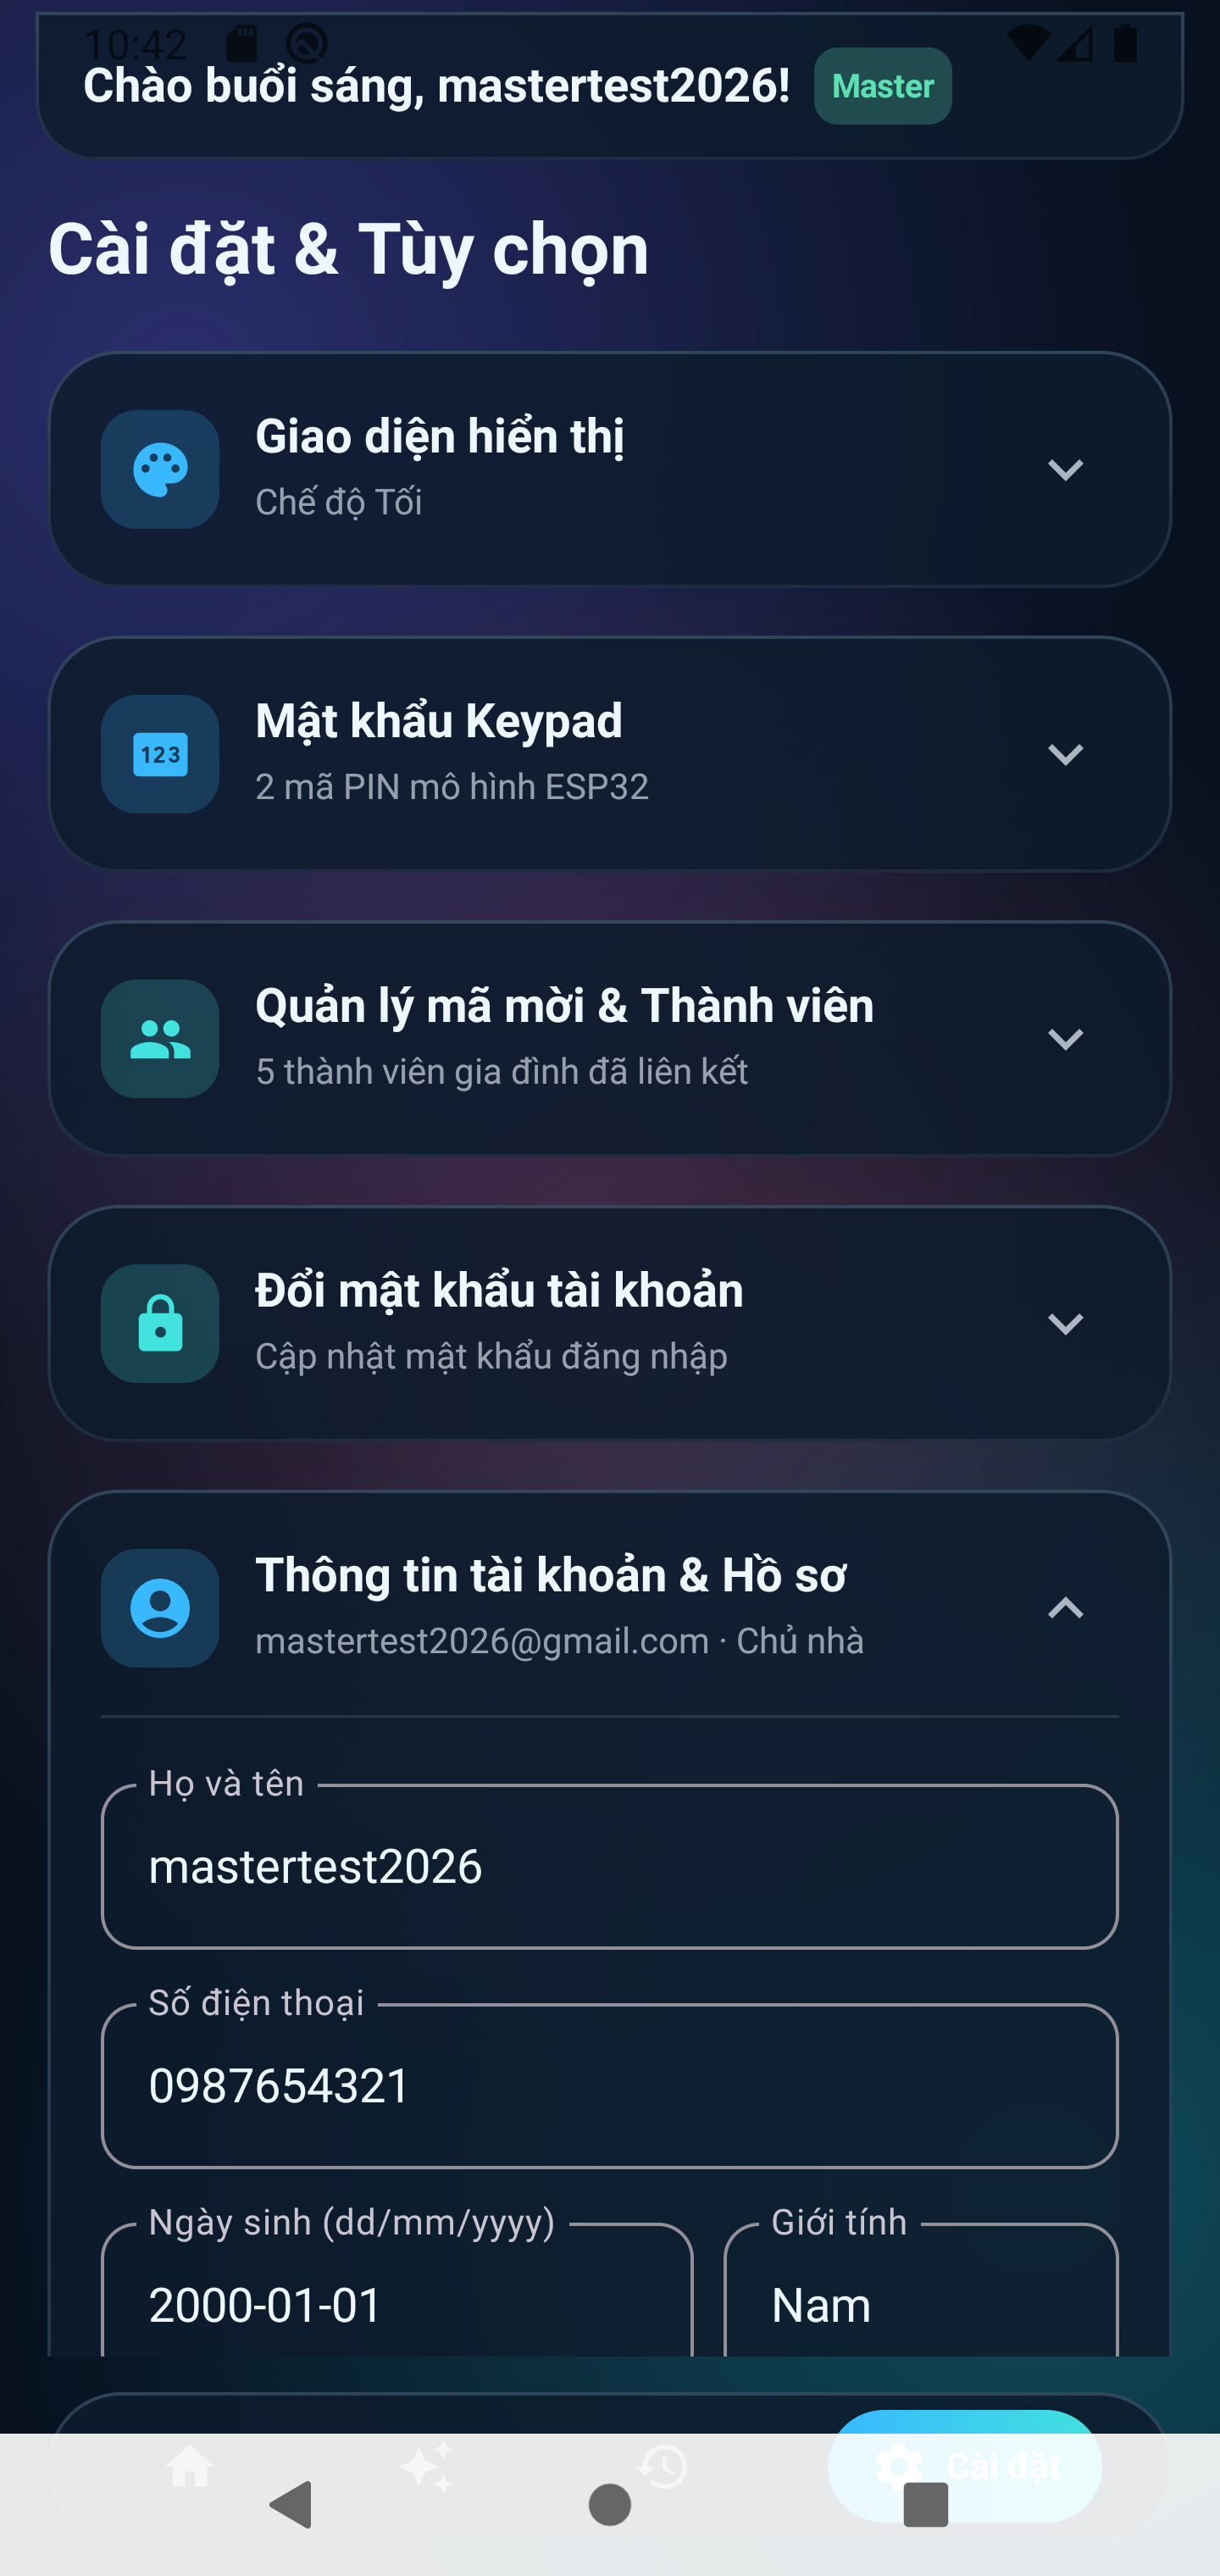 10:42
Chào buổi sáng, mastertest2026!
Master
Cài đặt & Tùy chọn
Giao diện hiển thị
Chế độ Tối
123
Mật khẩu Keypad
2 mã PIN mô hình ESP32
Quản lý mã mời & Thành viên
5 thành viên gia đình đã liên kết
Đổi mật khẩu tài khoản
Cập nhật mật khẩu đăng nhập
Thông tin tài khoản & Hồ sơ
mastertest2026@gmail.com · Chủ nhà
Họ và tên
mastertest2026
Số điện thoại
0987654321
Ngày sinh (dd/mm/yyyy)
Giới tính
2000-01-01
Nam
Cài đặt